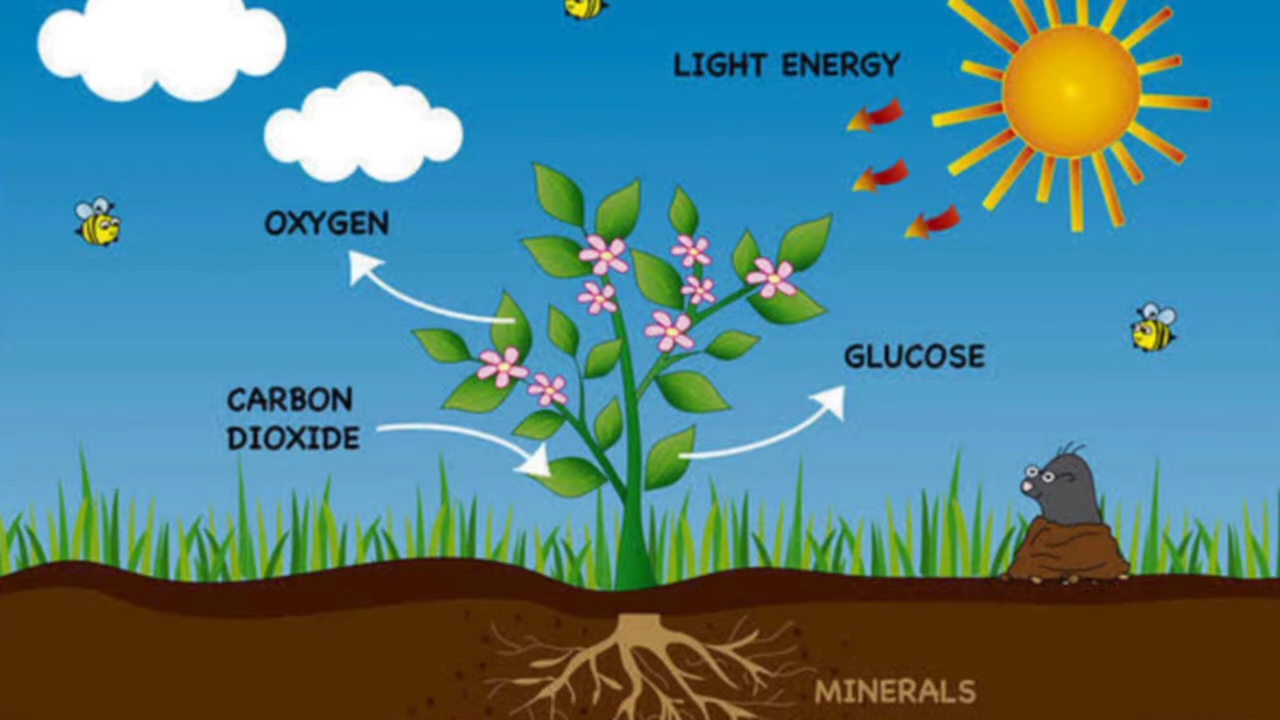 LIGHT ENERGY
OXYGEN
GLUCOSE
CARBON
DIOXIDE
MINERALS